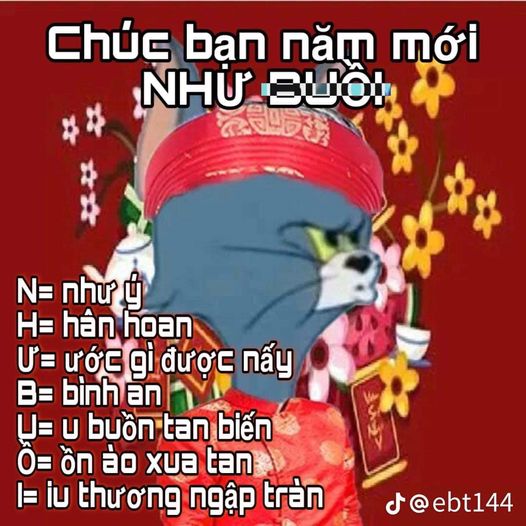 Chúc bạn năm mới
NHƯ BUỒI
N= như ý
H= hân hoan
Ư= ước gì được nấy
B= bình an
U= u buồn tan biến
Ồ= ồn ào xua tan
I= iu thương ngập tràn
@ebt144